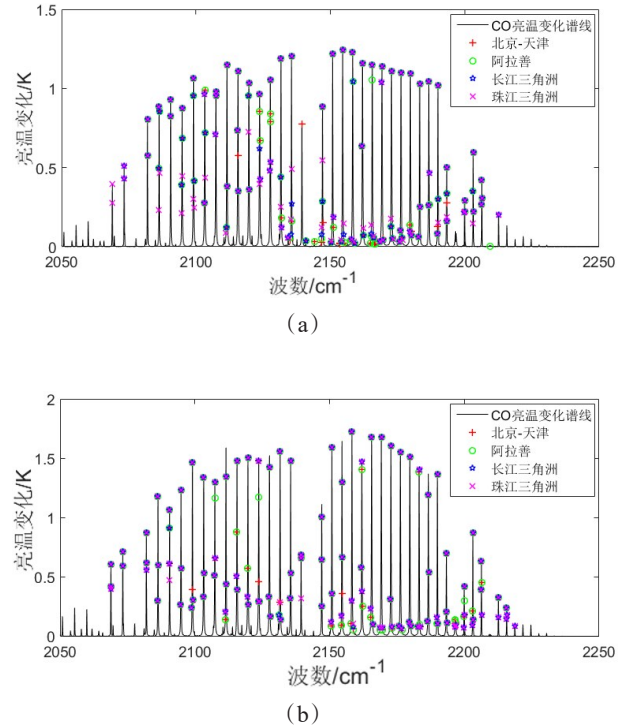 1.5
1
0.5
0
2050
2100
2150
2200
2250
亮温变化/K
波数/cm-1
CO亮温变化谱线
北京-天津
阿拉善
长江三角洲
珠江三角洲
(a)
2
1.5
1
0.5
0
2050
2100
2150
2200
2250
亮温变化/K
波数/cm-1
CO亮温变化谱线
北京-天津
阿拉善
长江三角洲
珠江三角洲
(b)